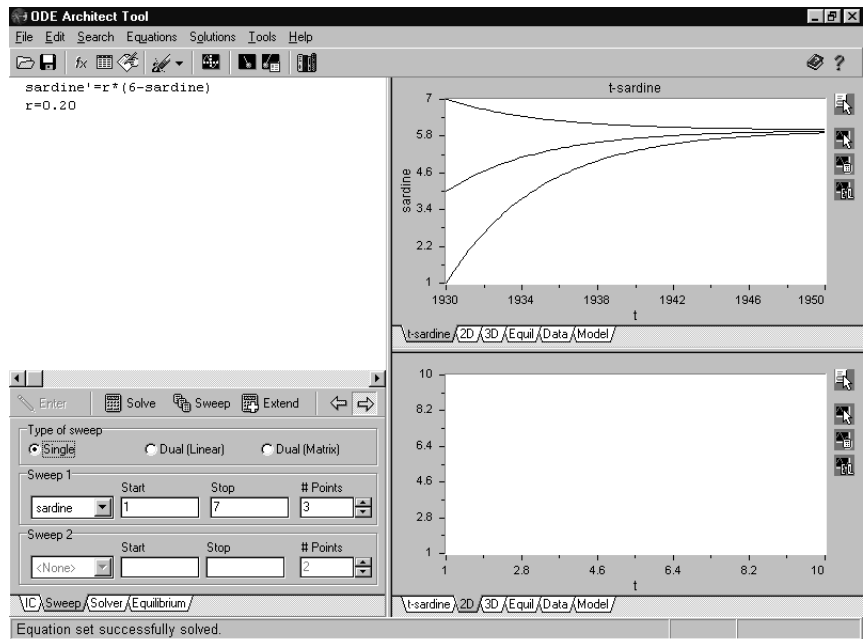 ODE Architect Tool
File Edit Search Equations Solutions Tools Help
fx
?
sardine'=r*(6-sardine)
r=0.20
t-sardine
sardine
7
5.8
4.6
3.4
2.2
1
1930 1934 1938 1942 1946 1950
t
t-sardine 2D 3D Equil Data Model
Enter Solve Sweep Extend
Type of sweep
Single Dual (Linear) Dual (Matrix)
Sweep 1
Start Stop # Points
sardine 1 7 3
Sweep 2
Start Stop # Points
<None> 2
IC Sweep Solver Equilibrium
10
8.2
6.4
4.6
2.8
1
1 2.8 4.6 6.4 8.2 10
t
t-sardine 2D 3D Equil Data Model
Equation set successfully solved.